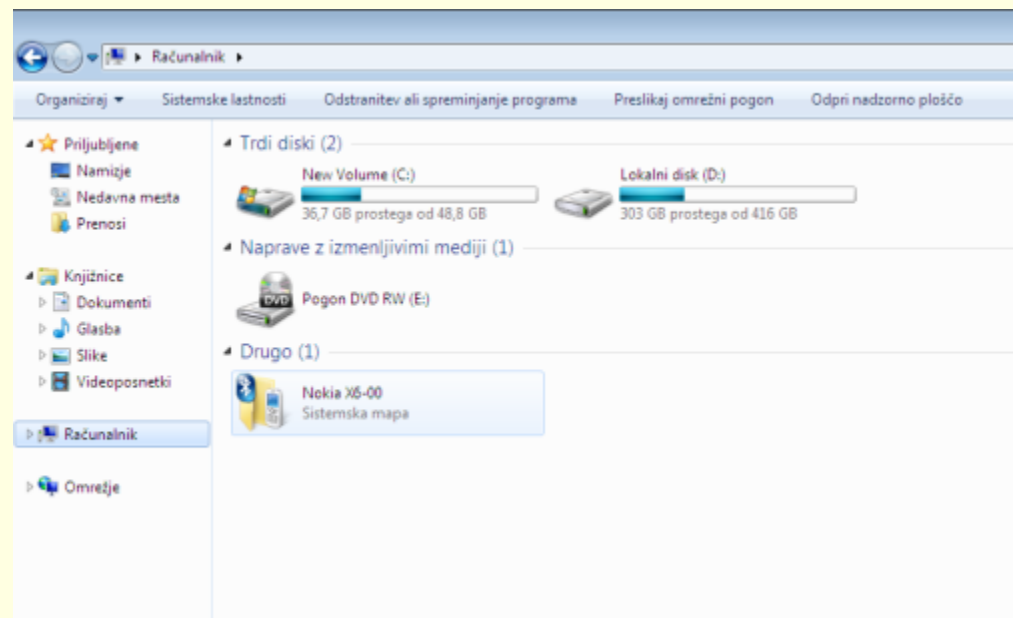 Računalnik
Organiziraj Sistemske lastnosti Odstranitev ali spreminjanje programa Preslikaj omrežni pogon Odpri nadzorno ploščo
Priljubljene
Namizje
Nedavna mesta
Prenosi
Knjižnice
Dokumenti
Glasba
Slike
Videoposnetki
Računalnik
Omrežje
Trdi diski (2)
New Volume (C:)
36,7 GB prostega od 48,8 GB
Lokalni disk (D:)
303 GB prostega od 416 GB
Naprave z izmenljivimi mediji (1)
DVD
Pogon DVD RW (E:)
Drugo (1)
Nokia X6-00
Sistemska mapa